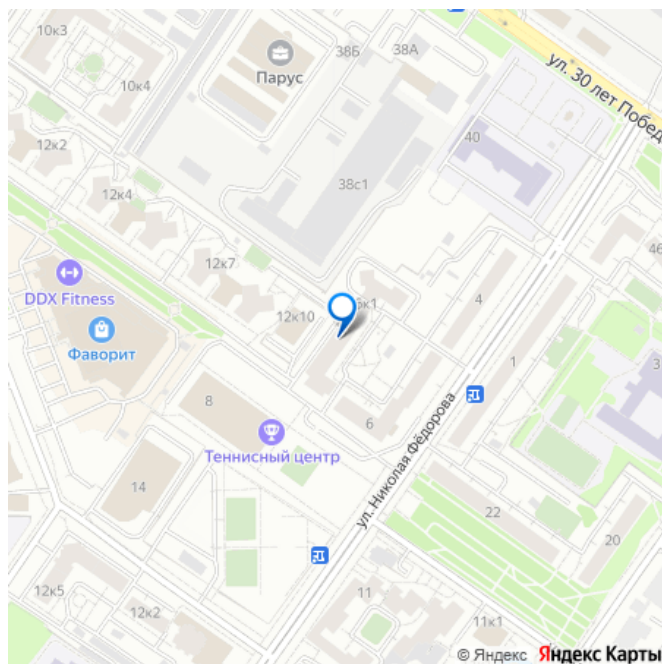 10к3
38Б
38А
Парус
10к4
ул. 30 лет Побед
12к2
40
12к4
38с1
46
12к7
DDX Fitness
6к1
4
12к10
Фаворит
1
3
8
6
Теннисный центр
ул. Николая Фёдорова
14
22
20
12к5
11
12к2
11к1
© Яндекс Яндекс Карты